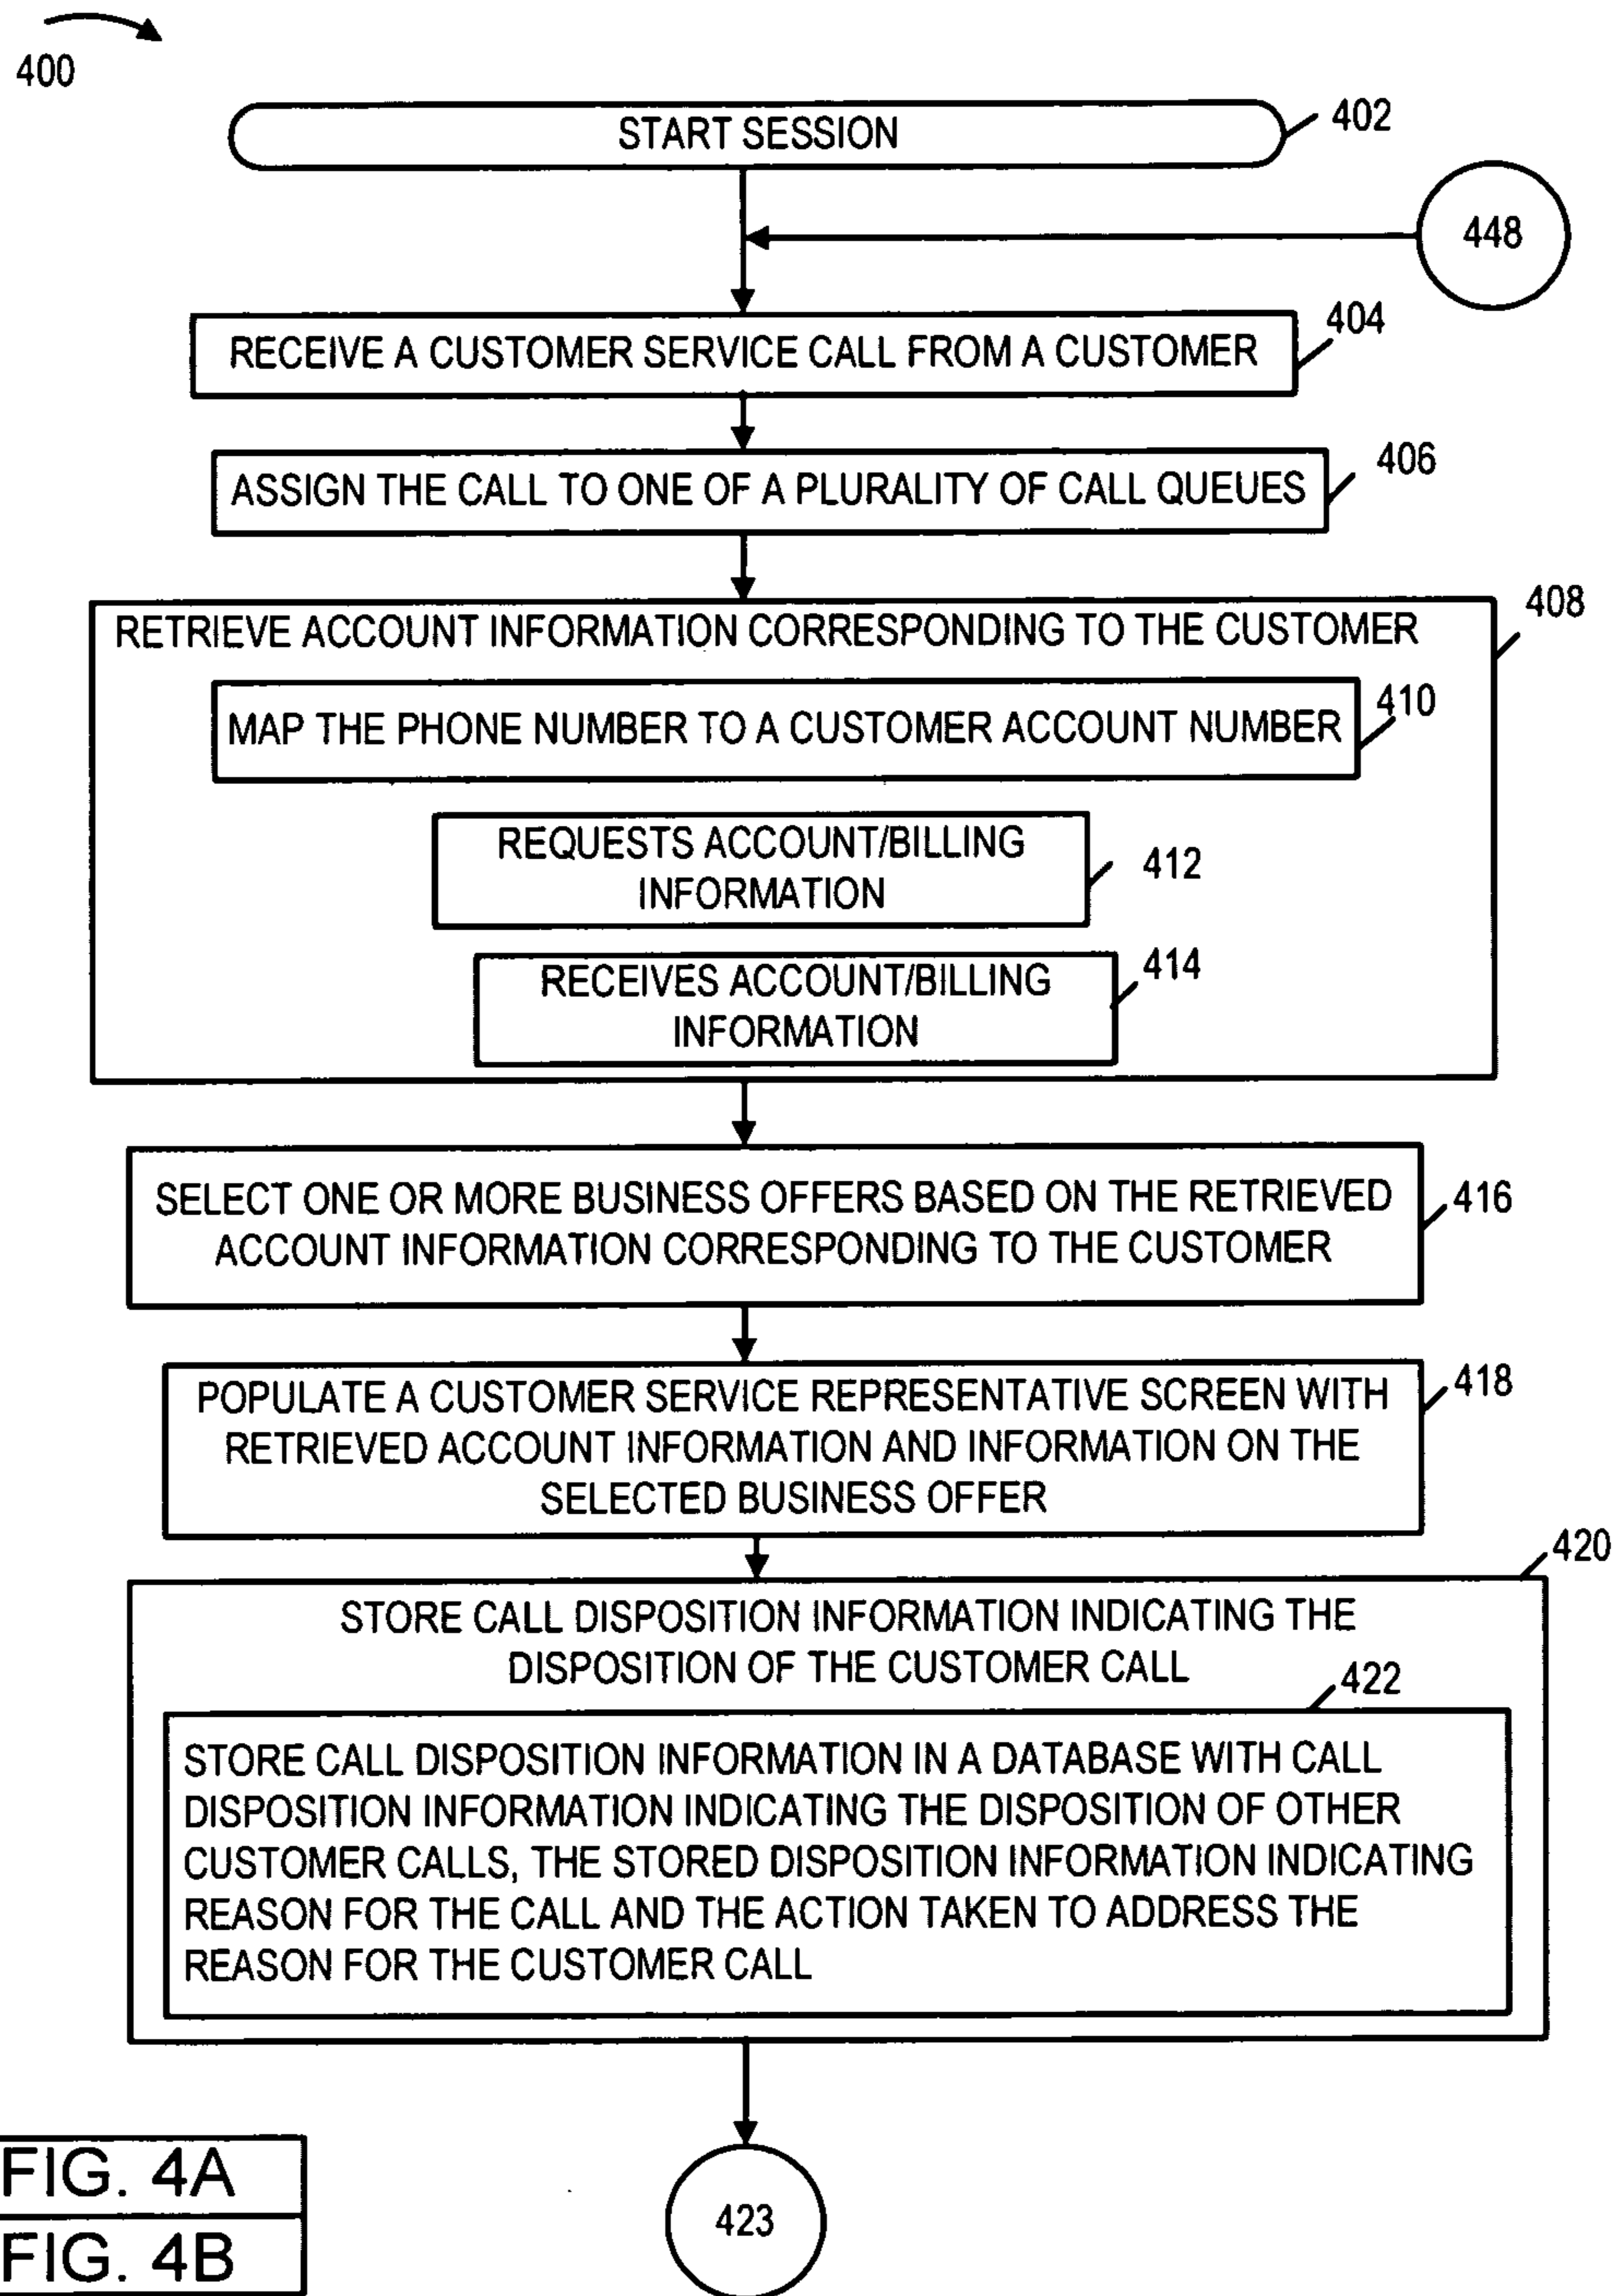 400
START SESSION
402
448
RECEIVE A CUSTOMER SERVICE CALL FROM A CUSTOMER
404
ASSIGN THE CALL TO ONE OF A PLURALITY OF CALL QUEUES
406
408
RETRIEVE ACCOUNT INFORMATION CORRESPONDING TO THE CUSTOMER
MAP THE PHONE NUMBER TO A CUSTOMER ACCOUNT NUMBER
410
REQUESTS ACCOUNT/BILLING
INFORMATION
412
RECEIVES ACCOUNT/BILLING
INFORMATION
414
SELECT ONE OR MORE BUSINESS OFFERS BASED ON THE RETRIEVED
ACCOUNT INFORMATION CORRESPONDING TO THE CUSTOMER
416
POPULATE A CUSTOMER SERVICE REPRESENTATIVE SCREEN WITH
RETRIEVED ACCOUNT INFORMATION AND INFORMATION ON THE
SELECTED BUSINESS OFFER
418
420
STORE CALL DISPOSITION INFORMATION INDICATING THE
DISPOSITION OF THE CUSTOMER CALL
422
STORE CALL DISPOSITION INFORMATION IN A DATABASE WITH CALL
DISPOSITION INFORMATION INDICATING THE DISPOSITION OF OTHER
CUSTOMER CALLS, THE STORED DISPOSITION INFORMATION INDICATING
REASON FOR THE CALL AND THE ACTION TAKEN TO ADDRESS THE
REASON FOR THE CUSTOMER CALL
423
FIG. 4A
FIG. 4B